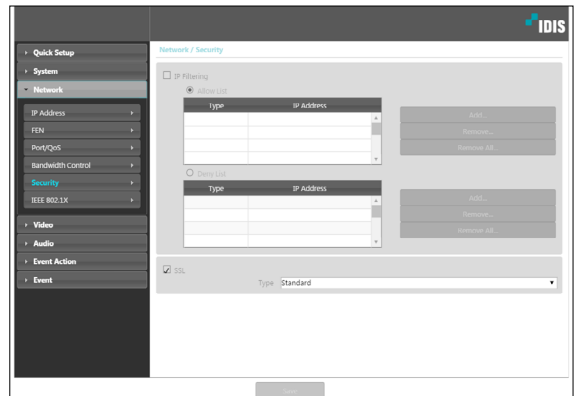 IDIS
Quick Setup
System
Network
IP Address
FEN
Port/QoS
Bandwidth Control
Security
IEEE 802.1X
Video
Audio
Event Action
Event
Network / Security
IP Filtering
Allow List
Type IP Address
Add...
Remove...
Remove All...
Deny List
Type IP Address
Add...
Remove...
Remove All...
SSL
Type Standard
Save